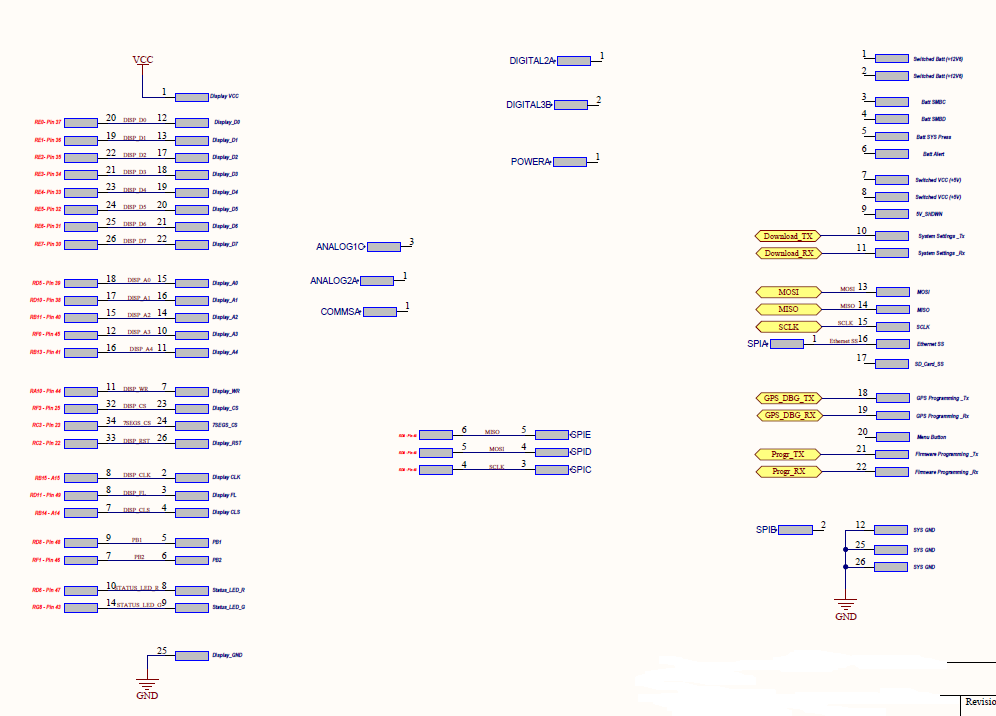 VCC
1 Display VCC
RE0- Pin 37 20 DISP_D0 12 Display_D0
RE1- Pin 36 19 DISP_D1 13 Display_D1
RE2- Pin 35 22 DISP_D2 17 Display_D2
RE3- Pin 34 21 DISP_D3 18 Display_D3
RE4- Pin 33 23 DISP_D4 19 Display_D4
RE5- Pin 32 24 DISP_D5 20 Display_D5
RE6- Pin 31 25 DISP_D6 21 Display_D6
RE7- Pin 30 26 DISP_D7 22 Display_D7
RD5 - Pin 39 18 DISP_A0 15 Display_A0
RD10 - Pin 38 17 DISP_A1 16 Display_A1
RB11 - Pin 40 15 DISP_A2 14 Display_A2
RF0 - Pin 45 12 DISP_A3 10 Display_A3
RB13 - Pin 41 16 DISP_A4 11 Display_A4
RA10 - Pin 44 11 DISP_WR 7 Display_WR
RF3 - Pin 25 32 DISP_CS 23 Display_CS
RC3 - Pin 23 34 7SEGS_CS 24 7SEGS_CS
RC2 - Pin 22 33 DISP_RST 26 Display_RST
RB15 - A15 8 DISP_CLK 2 Display CLK
RD11 - Pin 49 8 DISP_FL 3 Display FL
RB14 - A14 7 DISP_CLS 4 Display CLS
RD8 - Pin 48 9 PB1 5 PB1
RF1 - Pin 46 7 PB2 6 PB2
RD6 - Pin 47 10 STATUS_LED_R 8 Status_LED_R
RG8 - Pin 43 14 STATUS_LED_G 9 Status_LED_G
25 Display_GND
GND
DIGITAL2A 1
DIGITAL3B 2
POWERA 1
ANALOG1C 3
ANALOG2A 1
COMMSA 1
6 MISO 5 SPIE
5 MOSI 4 SPID
4 SCLK 3 SPIC
1 Switched Batt (+12V6)
2 Switched Batt (+12V6)
3 Batt SMBC
4 Batt SMBD
5 Batt SYS Press
6 Batt Alert
7 Switched VCC (+5V)
8 Switched VCC (+5V)
9 5V_SHDWN
Download_TX 10 System Settings _Tx
Download_RX 11 System Settings _Rx
MOSI MOSI 13 MOSI
MISO MISO 14 MISO
SCLK SCLK 15 SCLK
SPIA 1 Ethernet SS 16 Ethernet SS
17 SD_Card_SS
GPS_DBG_TX 18 GPS Programming _Tx
GPS_DBG_RX 19 GPS Programming _Rx
20 Menu Button
Progr_TX 21 Firmware Programming _Tx
Progr_RX 22 Firmware Programming _Rx
SPIB 2
12 SYS GND
25 SYS GND
26 SYS GND
GND
Revisio